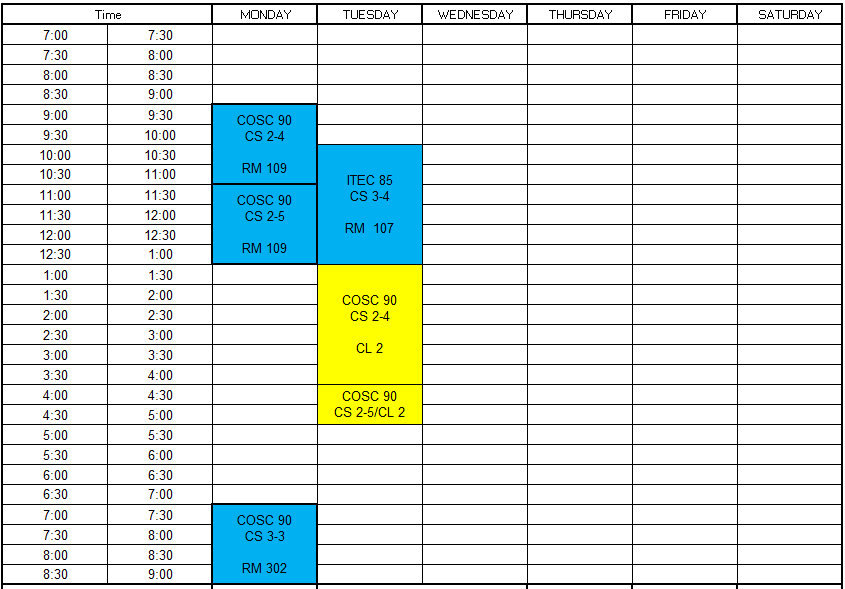 Time MONDAY TUESDAY WEDNESDAY THURSDAY FRIDAY SATURDAY
7:00 7:30
7:30 8:00
8:00 8:30
8:30 9:00
9:00 9:30
9:30 10:00
10:00 10:30
10:30 11:00
11:00 11:30
11:30 12:00
12:00 12:30
12:30 1:00
1:00 1:30
1:30 2:00
2:00 2:30
2:30 3:00
3:00 3:30
3:30 4:00
4:00 4:30
4:30 5:00
5:00 5:30
5:30 6:00
6:00 6:30
6:30 7:00
7:00 7:30
7:30 8:00
8:00 8:30
8:30 9:00
COSC 90
CS 2-4
RM 109
COSC 90
CS 2-5
RM 109
COSC 90
CS 3-3
RM 302
ITEC 85
CS 3-4
RM 107
COSC 90
CS 2-4
CL 2
COSC 90
CS 2-5/CL 2